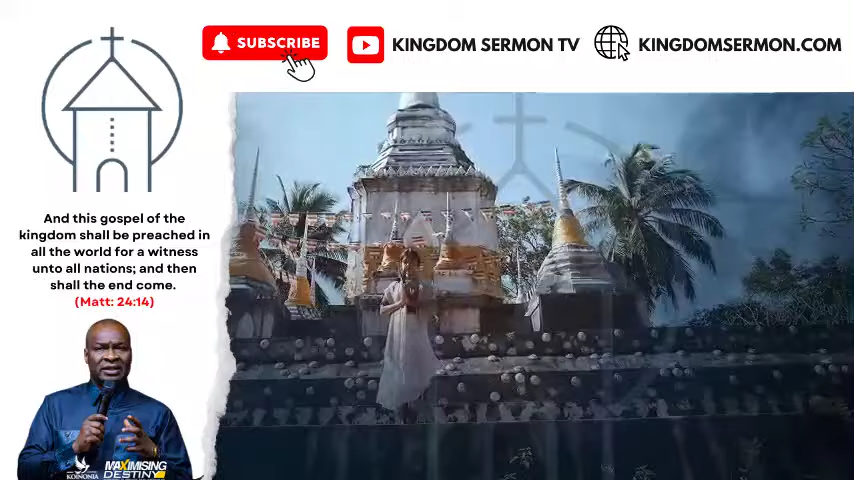 SUBSCRIBE
KINGDOM SERMON TV
KINGDOMSERMON.COM
And this gospel of the
kingdom shall be preached in
all the world for a witness
unto all nations; and then
shall the end come.
(Matt: 24:14)
KOINONIA
MAXIMISING
DESTINY